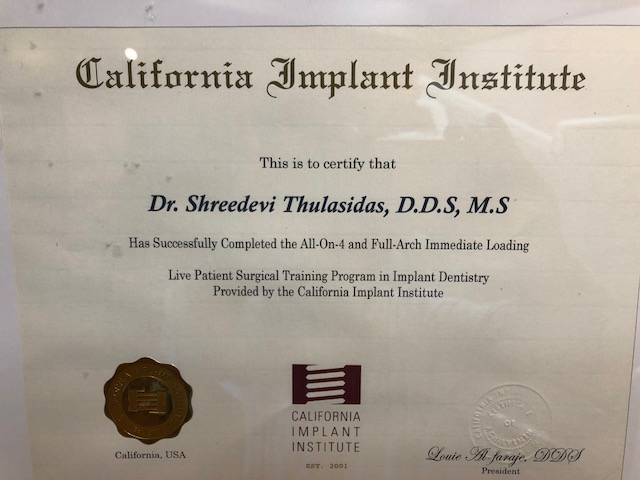 California Implant Institute
This is to certify that
Dr. Shreedevi Thulasidas, D.D.S, M.S
Has Successfully Completed the All-On-4 and Full-Arch Immediate Loading
Live Patient Surgical Training Program in Implant Dentistry
Provided by the California Implant Institute
CALIFORNIA
IMPLANT
INSTITUTE
EST. 2001
California, USA
Louie Al-faraje, DDS
President